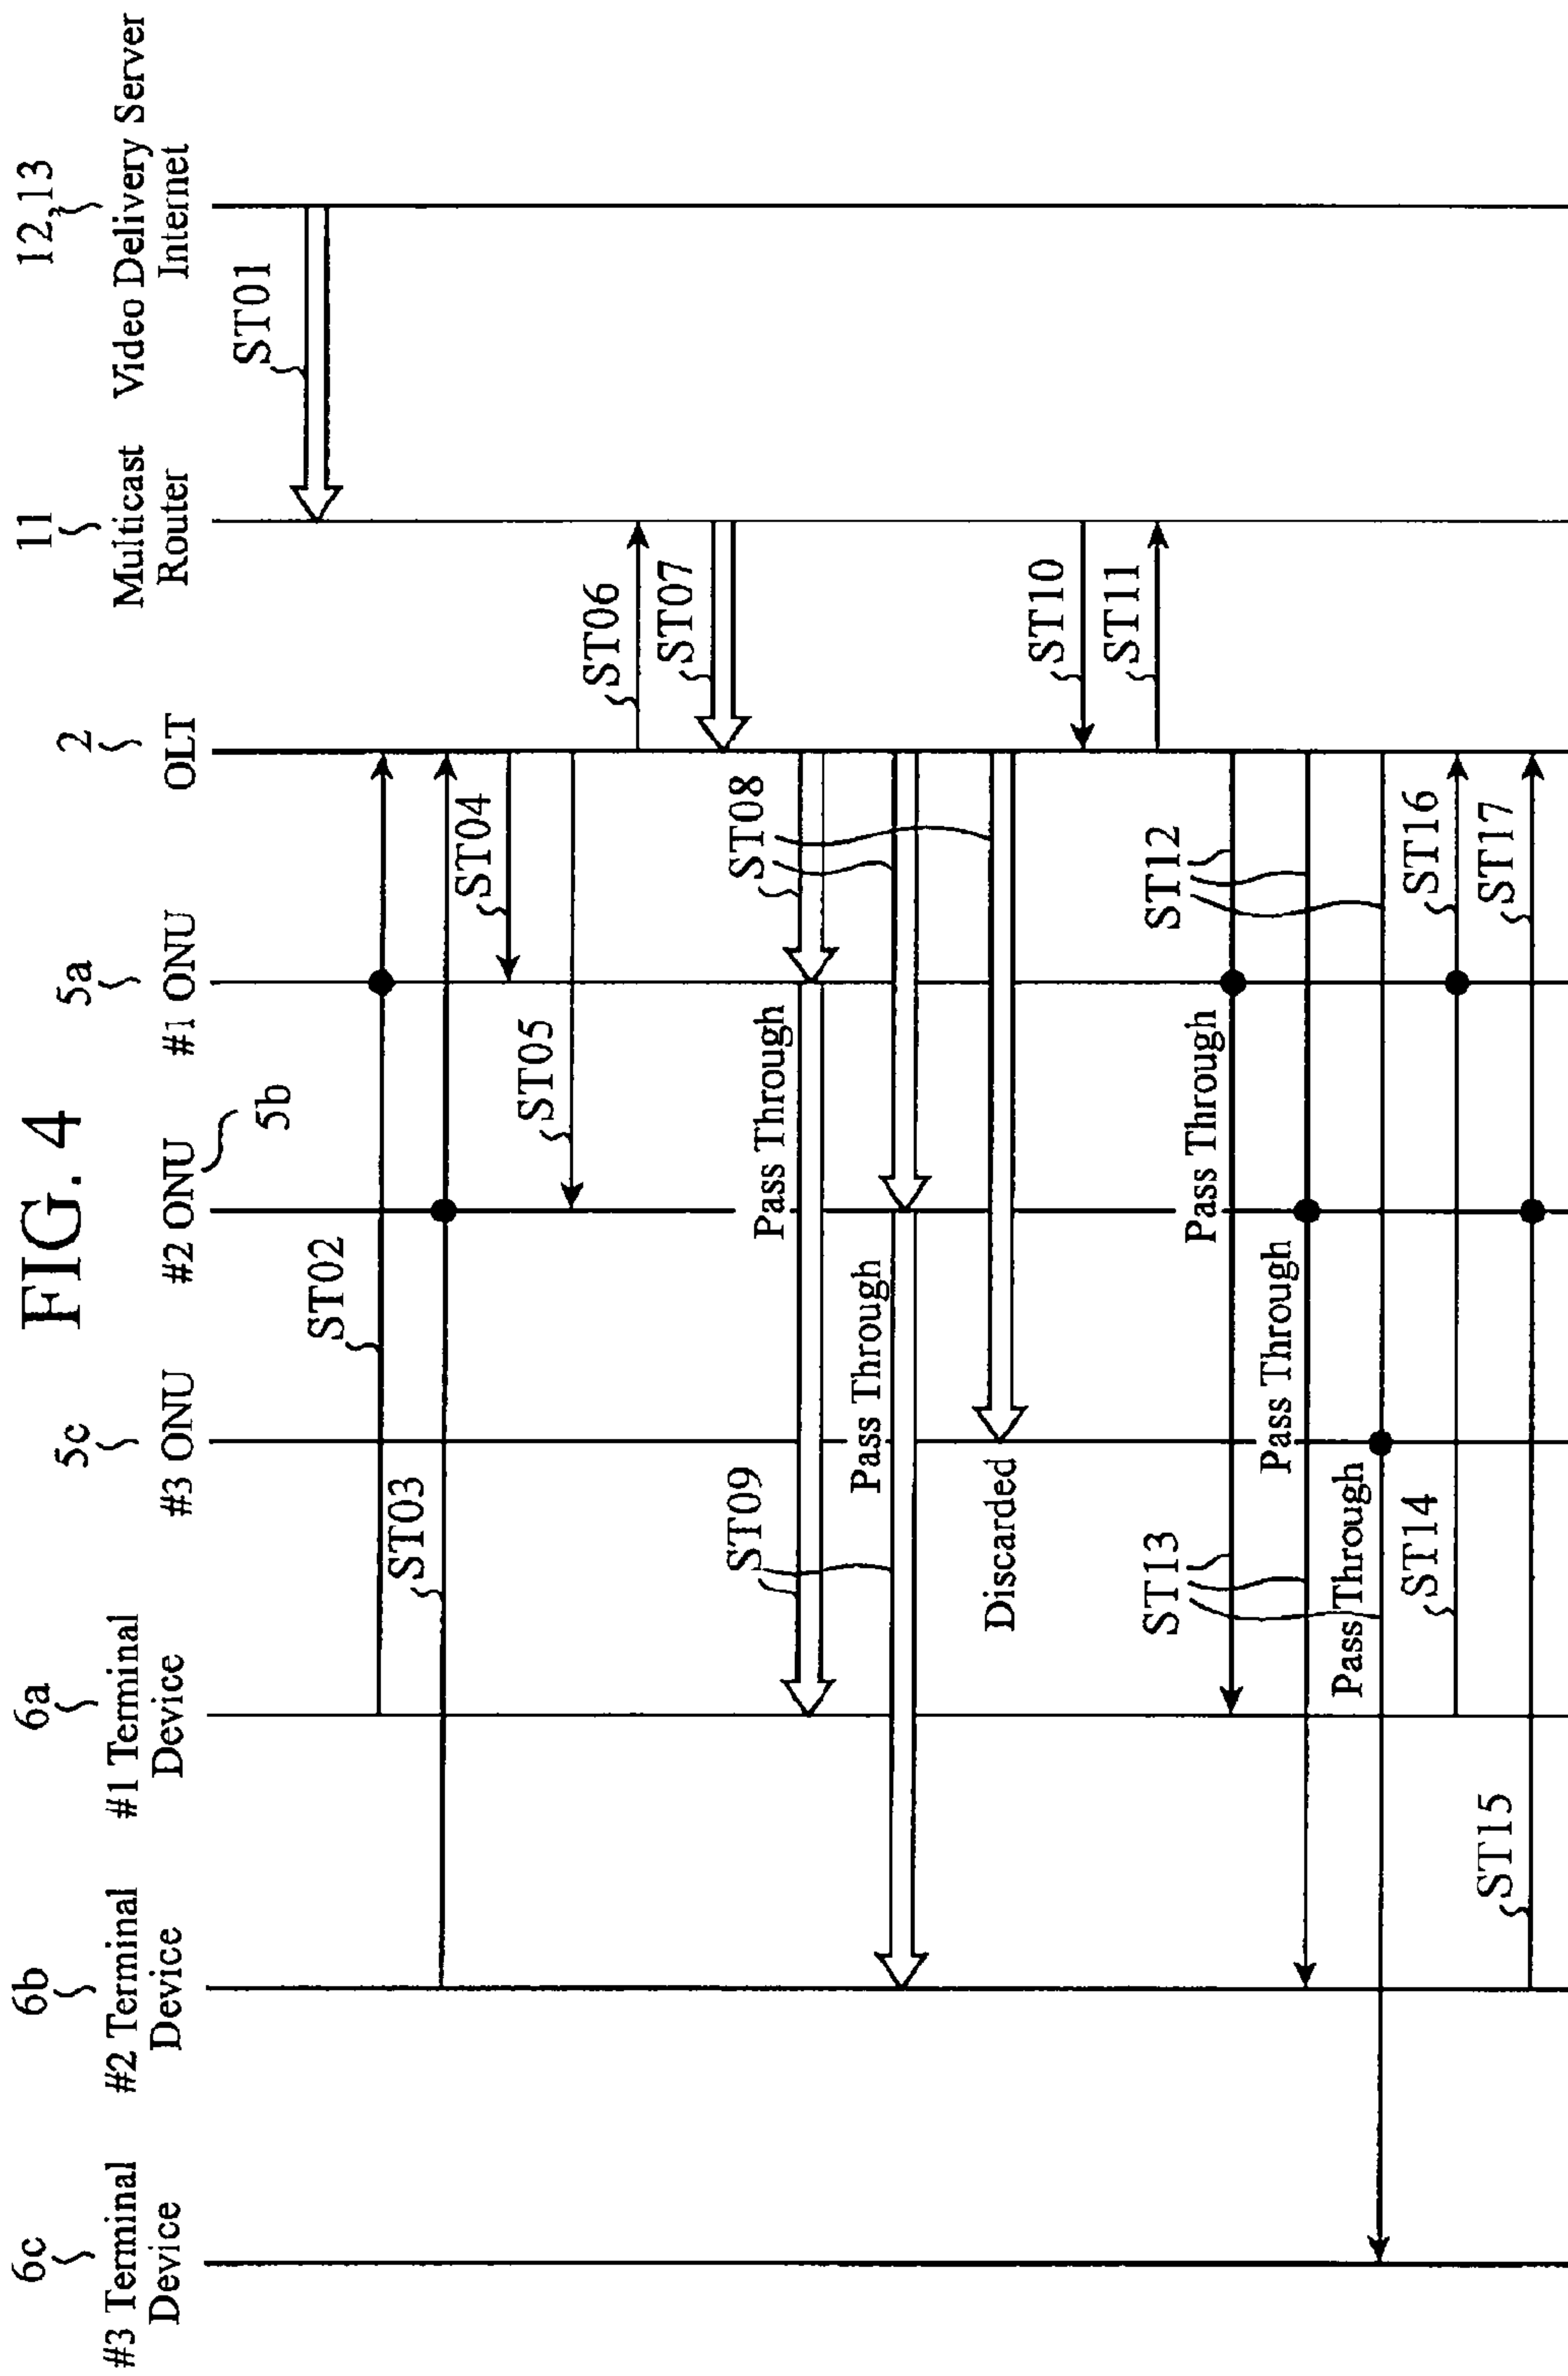 FIG. 4
6c
#3 Terminal
Device
6b
#2 Terminal
Device
6a
#1 Terminal
Device
5c
#3 ONU
#2 ONU
5b
5a
#1 ONU
2
OLT
11
Multicast
Router
12,13
Video Delivery Server
Internet
ST01
ST02
ST03
ST04
ST05
ST06
ST07
ST08
Pass Through
ST09
Pass Through
Discarded
ST10
ST11
ST12
Pass Through
ST13
Pass Through
Pass Through
ST14
ST16
ST15
ST17